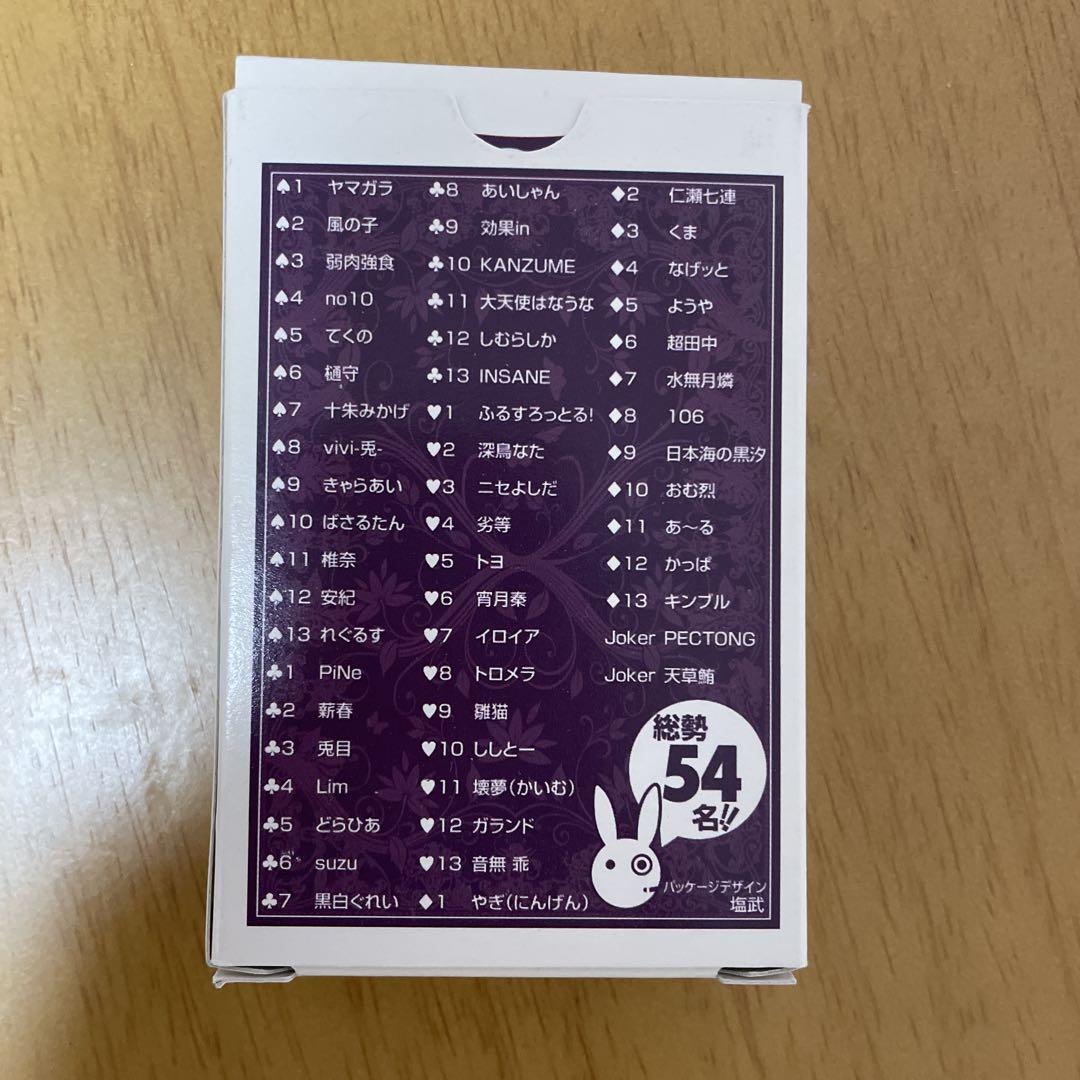 ♠1 ヤマガラ
♠2 風の子
♠3 弱肉強食
♠4 no10
♠5 てくの
♠6 樋守
♠7 十朱みかげ
♠8 vivi-兎-
♠9 きゃらあい
♠10 ばさるたん
♠11 椎奈
♠12 安紀
♠13 れぐるす
♣1 PiNe
♣2 薪春
♣3 兎目
♣4 Lim
♣5 どらひあ
♣6 suzu
♣7 黒白ぐれい
♣8 あいしゃん
♣9 効果in
♣10 KANZUME
♣11 大天使はなうな
♣12 しむらしか
♣13 INSANE
♥1 ふるすろっとる!
♥2 深鳥なた
♥3 ニセよしだ
♥4 劣等
♥5 トヨ
♥6 宵月秦
♥7 イロイア
♥8 トロメラ
♥9 雛猫
♥10 ししとー
♥11 壊夢(かいむ)
♥12 ガランド
♥13 音無 乖
♦1 やぎ(にんげん)
♦2 仁瀬七連
♦3 くま
♦4 なげッと
♦5 ようや
♦6 超田中
♦7 水無月燐
♦8 106
♦9 日本海の黒汐
♦10 おむ烈
♦11 あ～る
♦12 かっぱ
♦13 キンブル
Joker PECTONG
Joker 天草鮪
総勢
54
名!!
パッケージデザイン
塩武